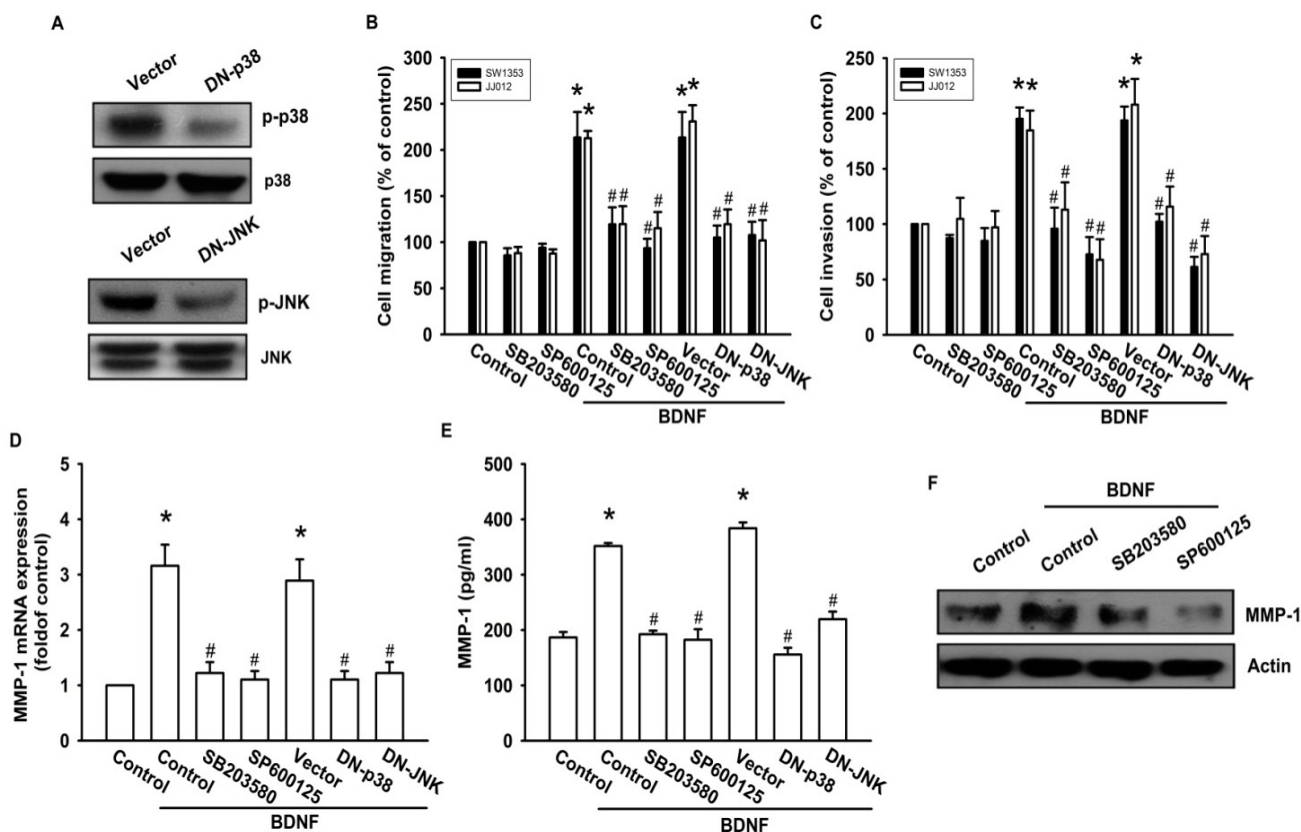 A
Vector
DN-p38
p-p38
p38
Vector
DN-JNK
p-JNK
JNK
B
SW1353
JJ012
Cell migration (% of control)
300
250
200
150
100
50
0
* * * *
# # # # # # # #
Control
SB203580
SP600125
Control
SB203580
SP600125
Vector
DN-p38
DN-JNK
BDNF
C
SW1353
JJ012
Cell invasion (% of control)
250
200
150
100
50
0
* * * *
# # # # # # # #
Control
SB203580
SP600125
Control
SB203580
SP600125
Vector
DN-p38
DN-JNK
BDNF
D
MMP-1 mRNA expression
(foldof control)
5
4
3
2
1
0
* *
# # # #
Control
Control
SB203580
SP600125
Vector
DN-p38
DN-JNK
BDNF
E
MMP-1 (pg/ml)
500
400
300
200
100
0
* *
# # # #
Control
Control
SB203580
SP600125
Vector
DN-p38
DN-JNK
BDNF
F
BDNF
Control
Control
SB203580
SP600125
MMP-1
Actin